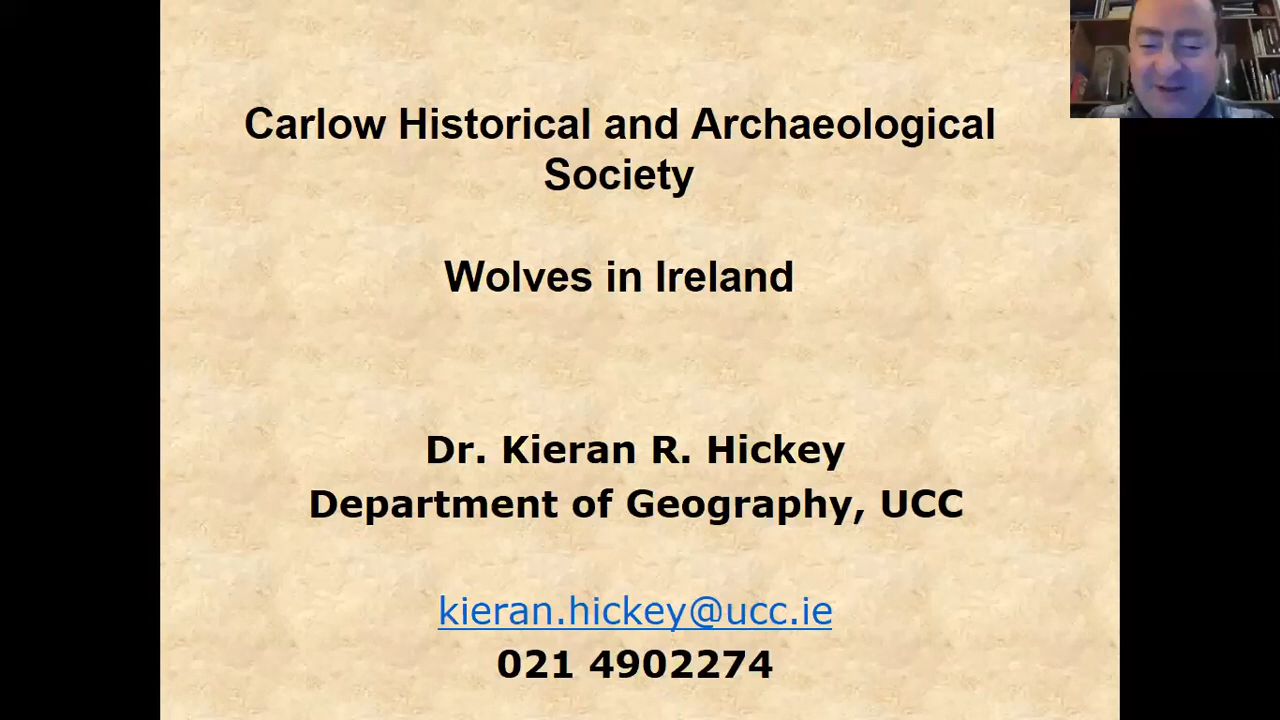 Carlow Historical and Archaeological
Society
Wolves in Ireland
Dr. Kieran R. Hickey
Department of Geography, UCC
kieran.hickey@ucc.ie
021 4902274